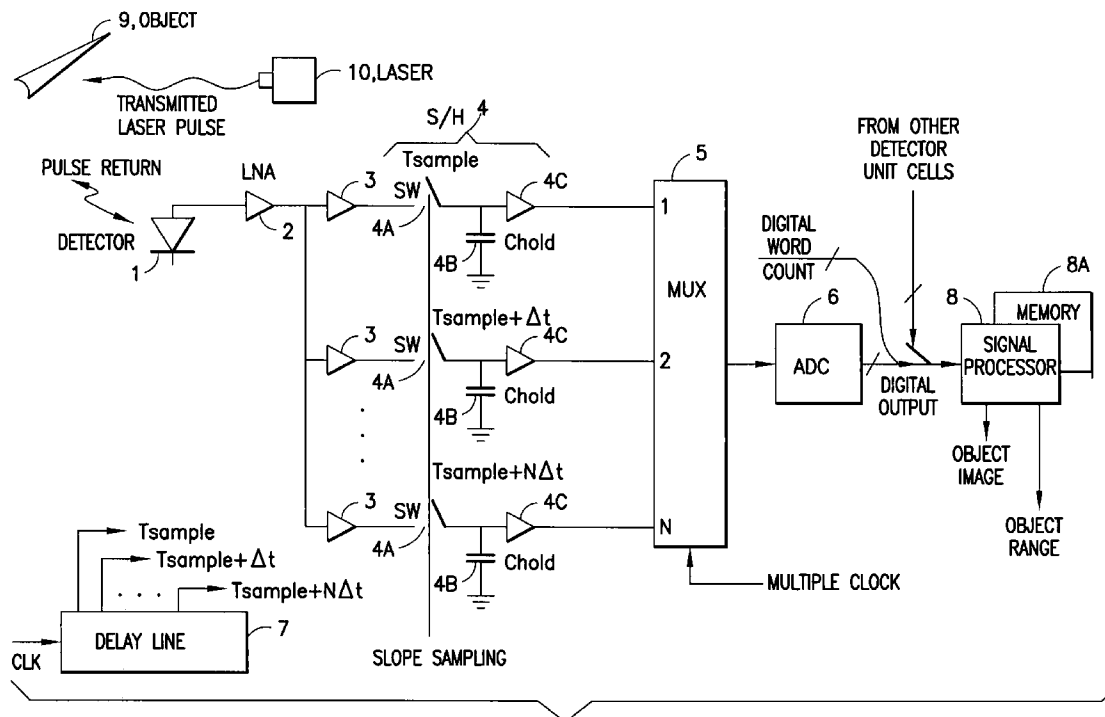 9, OBJECT
10, LASER
TRANSMITTED
LASER PULSE
S/H
4
FROM OTHER
DETECTOR
UNIT CELLS
PULSE RETURN
DETECTOR
1
LNA
2
3
SW
4A
Tsample
4B
Chold
4C
5
1
MUX
DIGITAL
WORD
COUNT
6
ADC
DIGITAL
OUTPUT
8
8A
MEMORY
SIGNAL
PROCESSOR
OBJECT
IMAGE
OBJECT
RANGE
3
SW
4A
Tsample+Δt
4B
Chold
4C
2
3
SW
4A
Tsample+NΔt
4B
Chold
4C
N
MULTIPLE CLOCK
Tsample
Tsample+Δt
. . .
Tsample+NΔt
DELAY LINE
7
CLK
SLOPE SAMPLING